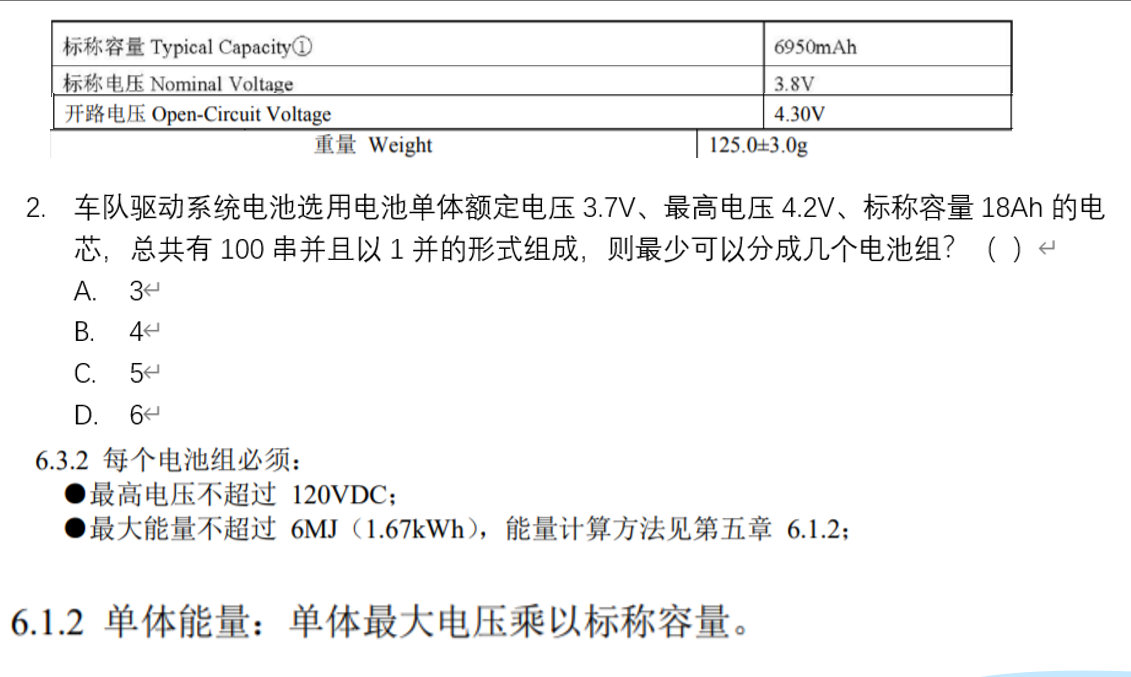 标称容量 Typical Capacity① 6950mAh
标称电压 Nominal Voltage 3.8V
开路电压 Open-Circuit Voltage 4.30V
重量 Weight 125.0±3.0g
2. 车队驱动系统电池选用电池单体额定电压 3.7V、最高电压 4.2V、标称容量 18Ah 的电
芯，总共有 100 串并且以 1 并的形式组成，则最少可以分成几个电池组？（ ）↵
A. 3↵
B. 4↵
C. 5↵
D. 6↵
6.3.2 每个电池组必须：
●最高电压不超过 120VDC；
●最大能量不超过 6MJ（1.67kWh），能量计算方法见第五章 6.1.2；
6.1.2 单体能量：单体最大电压乘以标称容量。